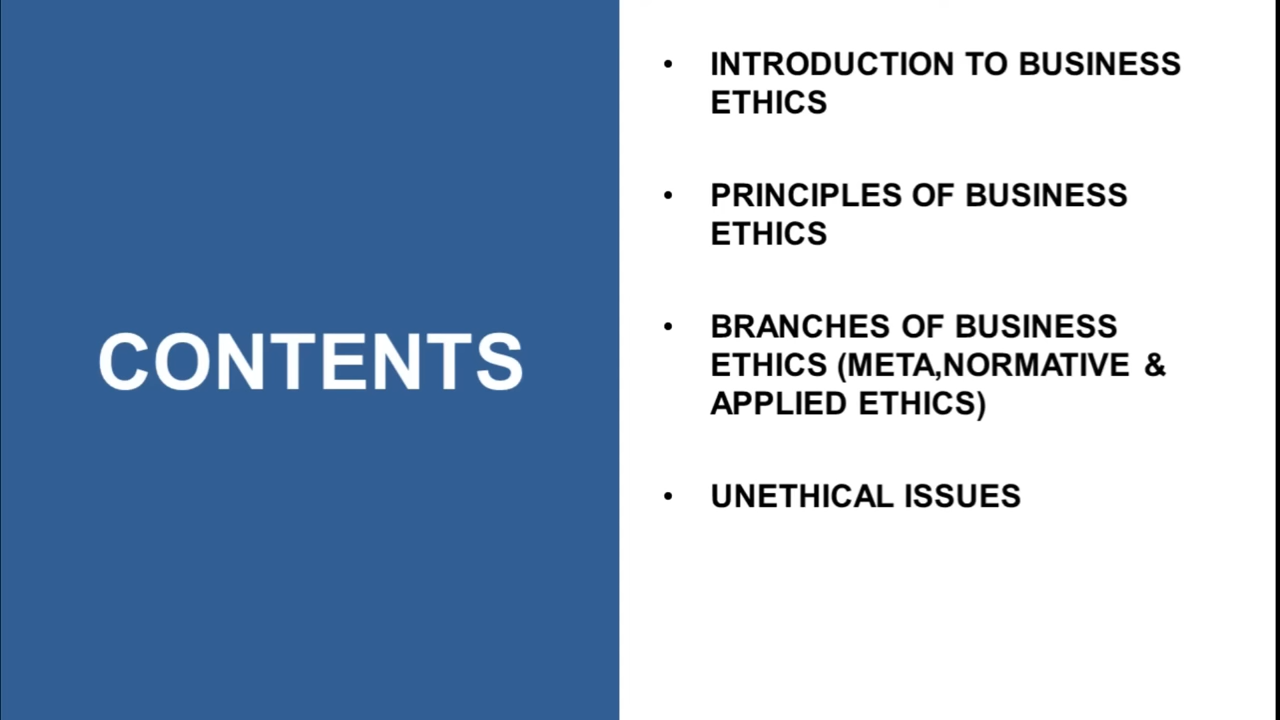 CONTENTS
• INTRODUCTION TO BUSINESS
ETHICS
• PRINCIPLES OF BUSINESS
ETHICS
• BRANCHES OF BUSINESS
ETHICS (META,NORMATIVE &
APPLIED ETHICS)
• UNETHICAL ISSUES